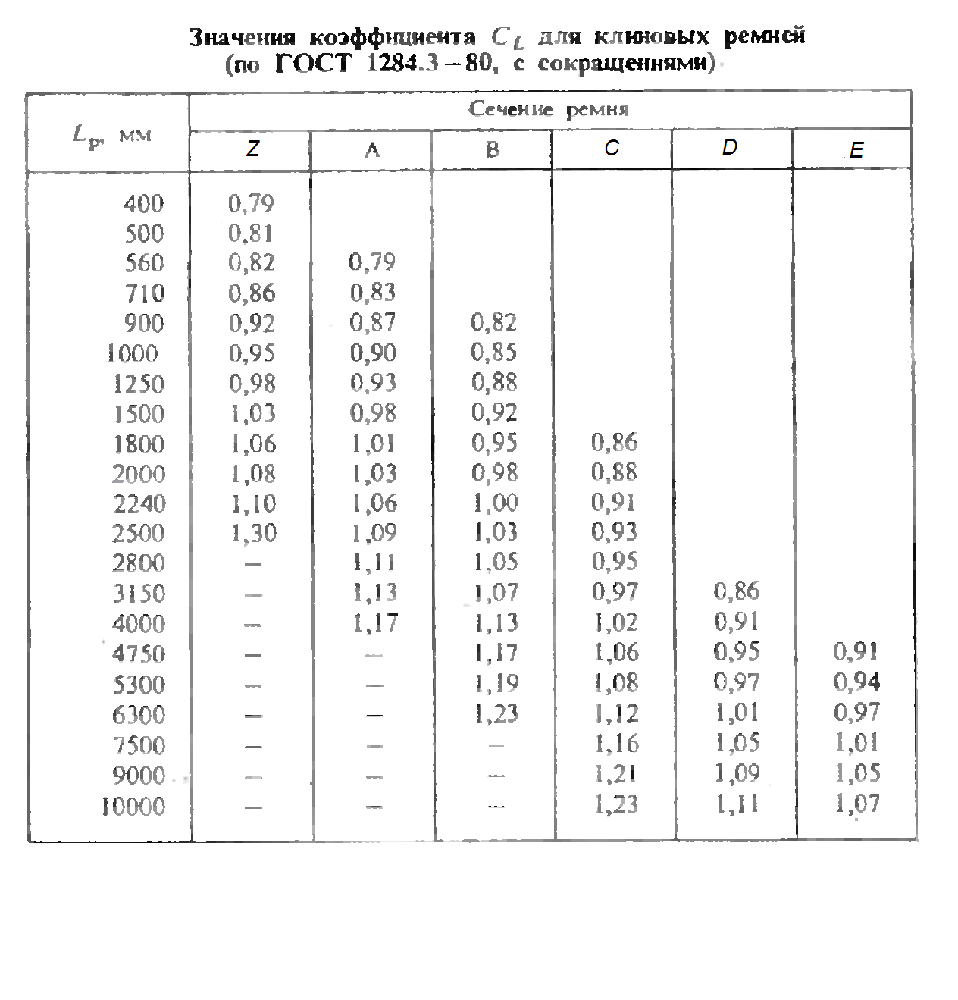 Значения коэффициента C L для клиновых ремней
(по ГОСТ 1284.3–80, с сокращениями)
Lр, мм
Сечение ремня
Z A B C D E
400 0,79
500 0,81
560 0,82 0,79
710 0,86 0,83
900 0,92 0,87 0,82
1000 0,95 0,90 0,85
1250 0,98 0,93 0,88
1500 1,03 0,98 0,92
1800 1,06 1,01 0,95 0,86
2000 1,08 1,03 0,98 0,88
2240 1,10 1,06 1,00 0,91
2500 1,30 1,09 1,03 0,93
2800 – 1,11 1,05 0,95
3150 – 1,13 1,07 0,97 0,86
4000 – 1,17 1,13 1,02 0,91
4750 – – 1,17 1,06 0,95 0,91
5300 – – 1,19 1,08 0,97 0,94
6300 – – 1,23 1,12 1,01 0,97
7500 – – – 1,16 1,05 1,01
9000 – – – 1,21 1,09 1,05
10000 – – – 1,23 1,11 1,07